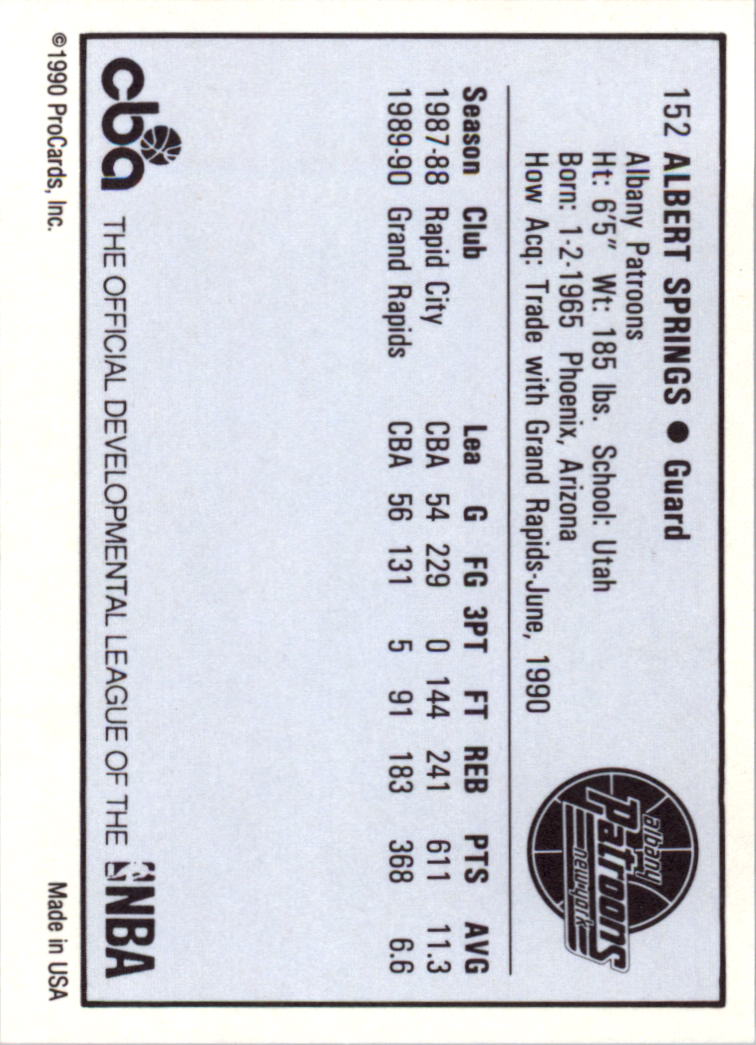 152 ALBERT SPRINGS ● Guard
Albany Patroons
Ht: 6'5" Wt: 185 lbs. School: Utah
Born: 1-2-1965 Phoenix, Arizona
How Acq: Trade with Grand Rapids-June, 1990
albany
Patroons
new-york
Season Club Lea G FG 3PT FT REB PTS AVG
1987-88 Rapid City CBA 54 229 0 144 241 611 11.3
1989-90 Grand Rapids CBA 56 131 5 91 183 368 6.6
cba THE OFFICIAL DEVELOPMENTAL LEAGUE OF THE NBA
©1990 ProCards, Inc. Made in USA